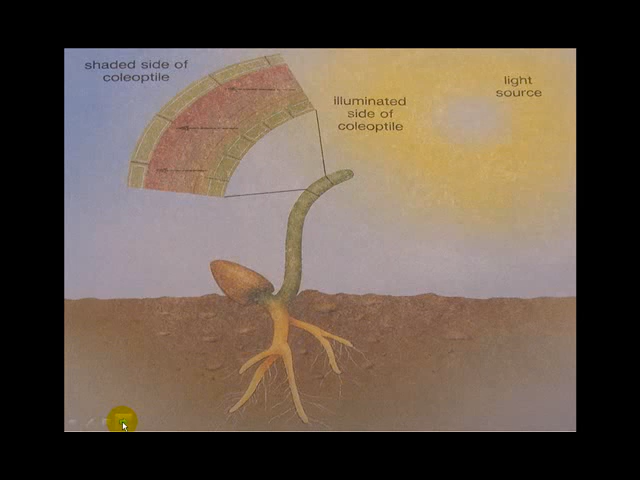 shaded side of
coleoptile
illuminated
side of
coleoptile
light
source